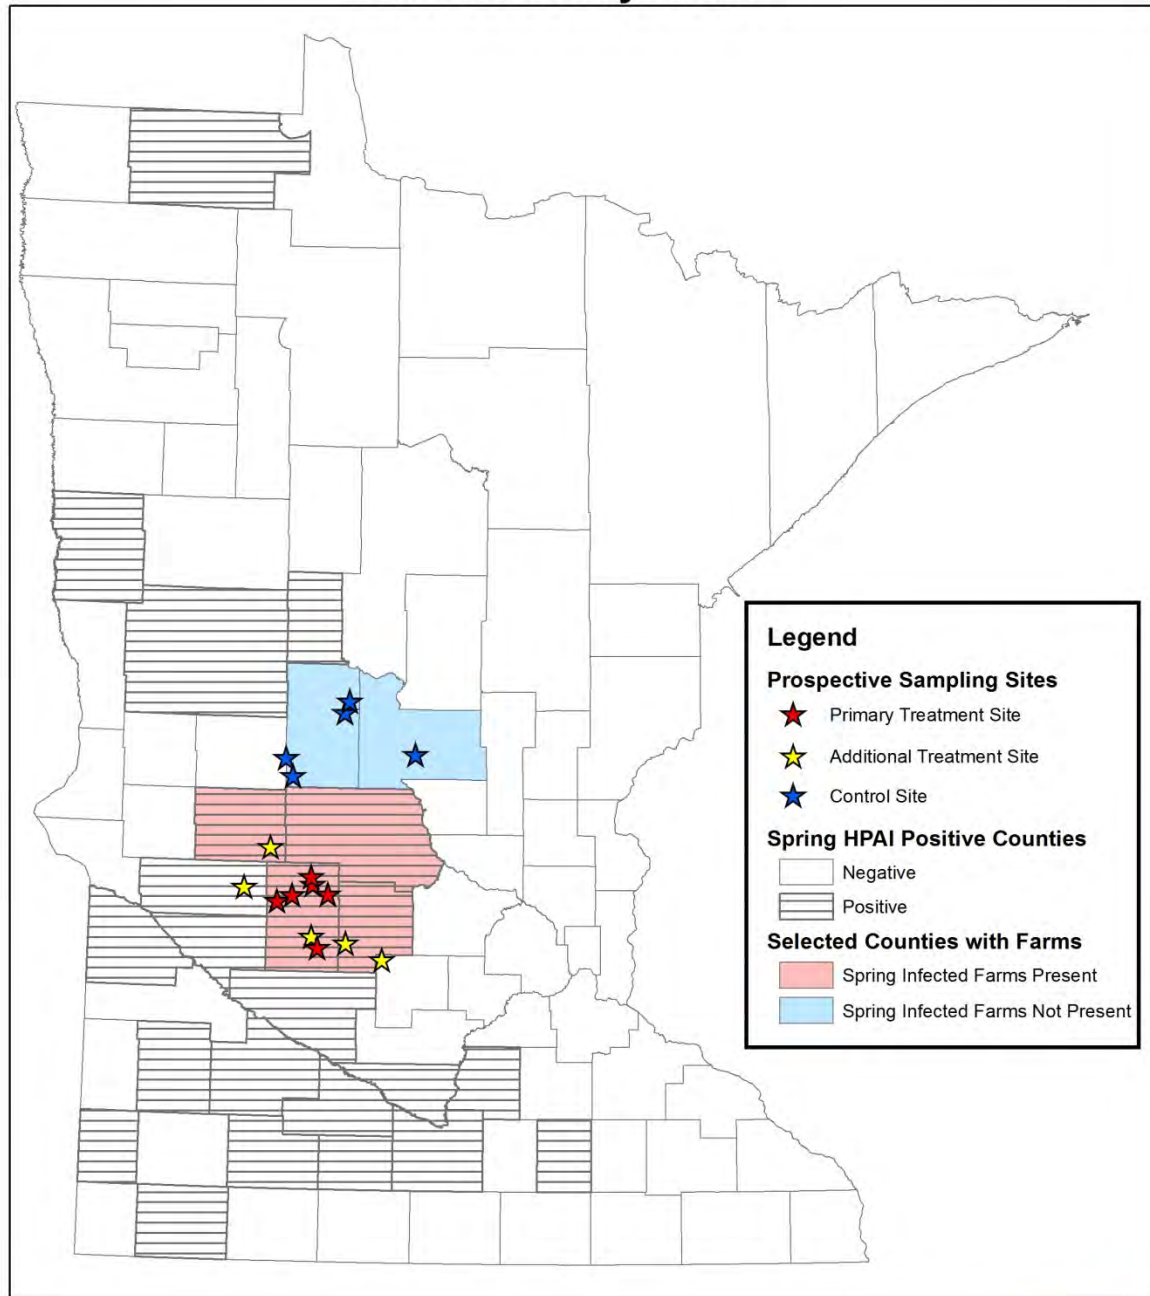 Legend
Prospective Sampling Sites
Primary Treatment Site
Additional Treatment Site
Control Site
Spring HPAI Positive Counties
Negative
Positive
Selected Counties with Farms
Spring Infected Farms Present
Spring Infected Farms Not Present